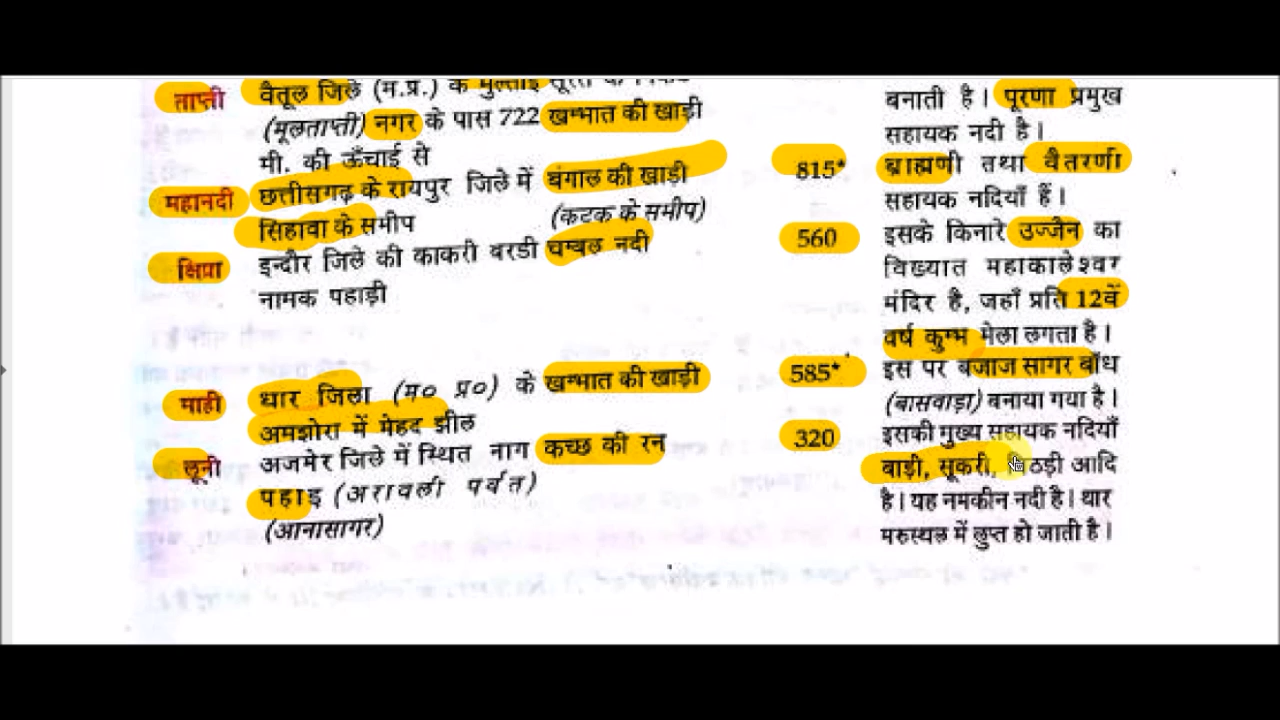 ताप्ती वैतूल जिले (म.प्र.) के मुल्ताई सूरत के
(मूलताप्ती) नगर के पास 722 खम्भात की खाड़ी
मी. की ऊँचाई से
बनाती है। पूरणा प्रमुख
सहायक नदी है।
महानदी छत्तीसगढ़ के रायपुर जिले में बंगाल की खाड़ी 815* ब्राह्मणी तथा वैतरणी
सिहावा के समीप (कटक के समीप) सहायक नदियाँ हैं।
क्षिप्रा इन्दौर जिले की काकरी वरडी चम्बल नदी 560 इसके किनारे उज्जैन का
नामक पहाड़ी विख्यात महाकालेश्वर
मंदिर है, जहाँ प्रति 12वें
वर्ष कुम्भ मेला लगता है।
माही धार जिला (म० प्र०) के खम्भात की खाड़ी 585* इस पर बजाज सागर बाँध
अमझोरा में मेहद झील (बासवाड़ा) बनाया गया है।
लूनी अजमेर जिले में स्थित नाग कच्छ की रन 320 इसकी मुख्य सहायक नदियाँ
पहाड़ (अरावली पर्वत) बाड़ी, सूकरी, आदि
(आनासागर) है। यह नमकीन नदी है। थार
मरुस्थल में लुप्त हो जाती है।